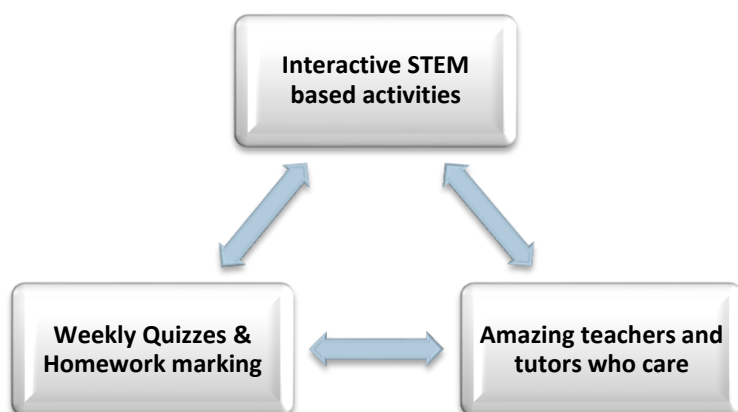 Interactive STEM
based activities
Weekly Quizzes &
Homework marking
Amazing teachers and
tutors who care